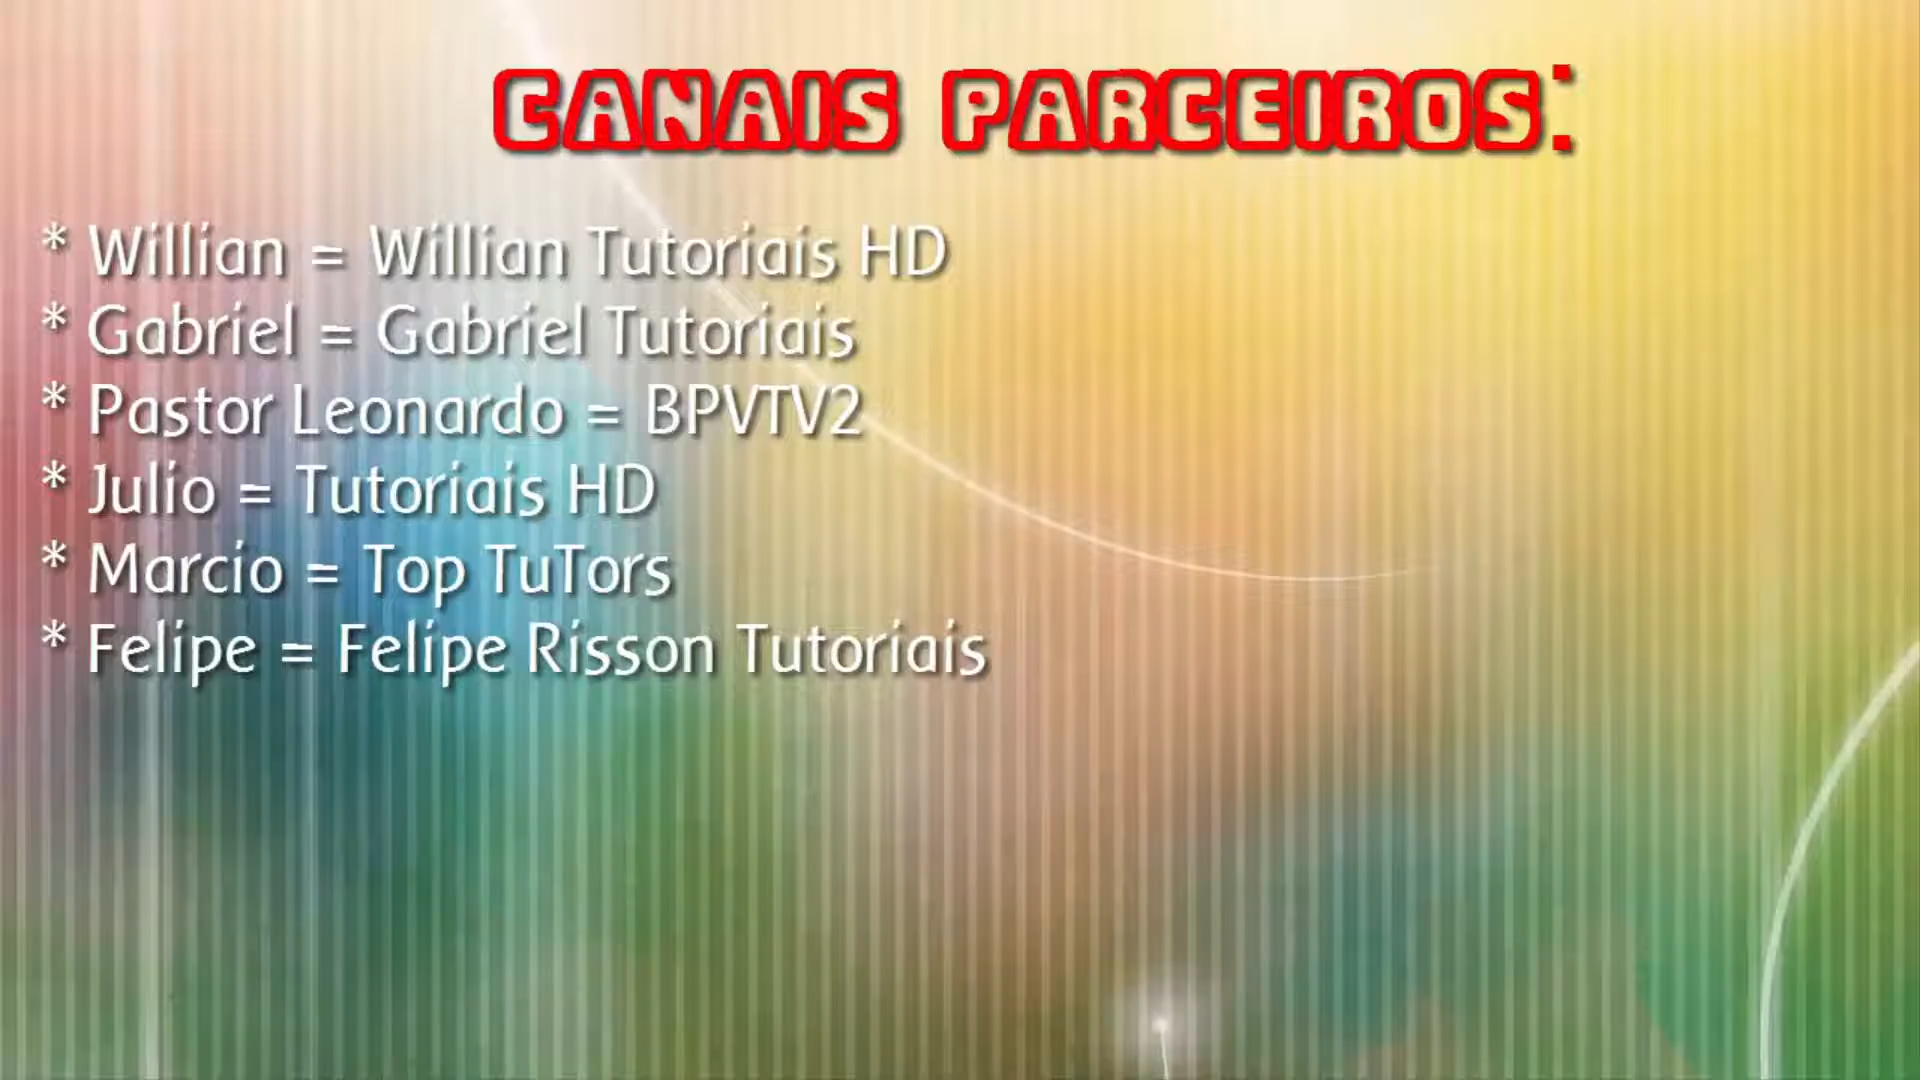 CANAIS PARCEIROS:
* Willian = Willian Tutoriais HD
* Gabriel = Gabriel Tutoriais
* Pastor Leonardo = BPVTV2
* Julio = Tutoriais HD
* Marcio = Top TuTors
* Felipe = Felipe Risson Tutoriais